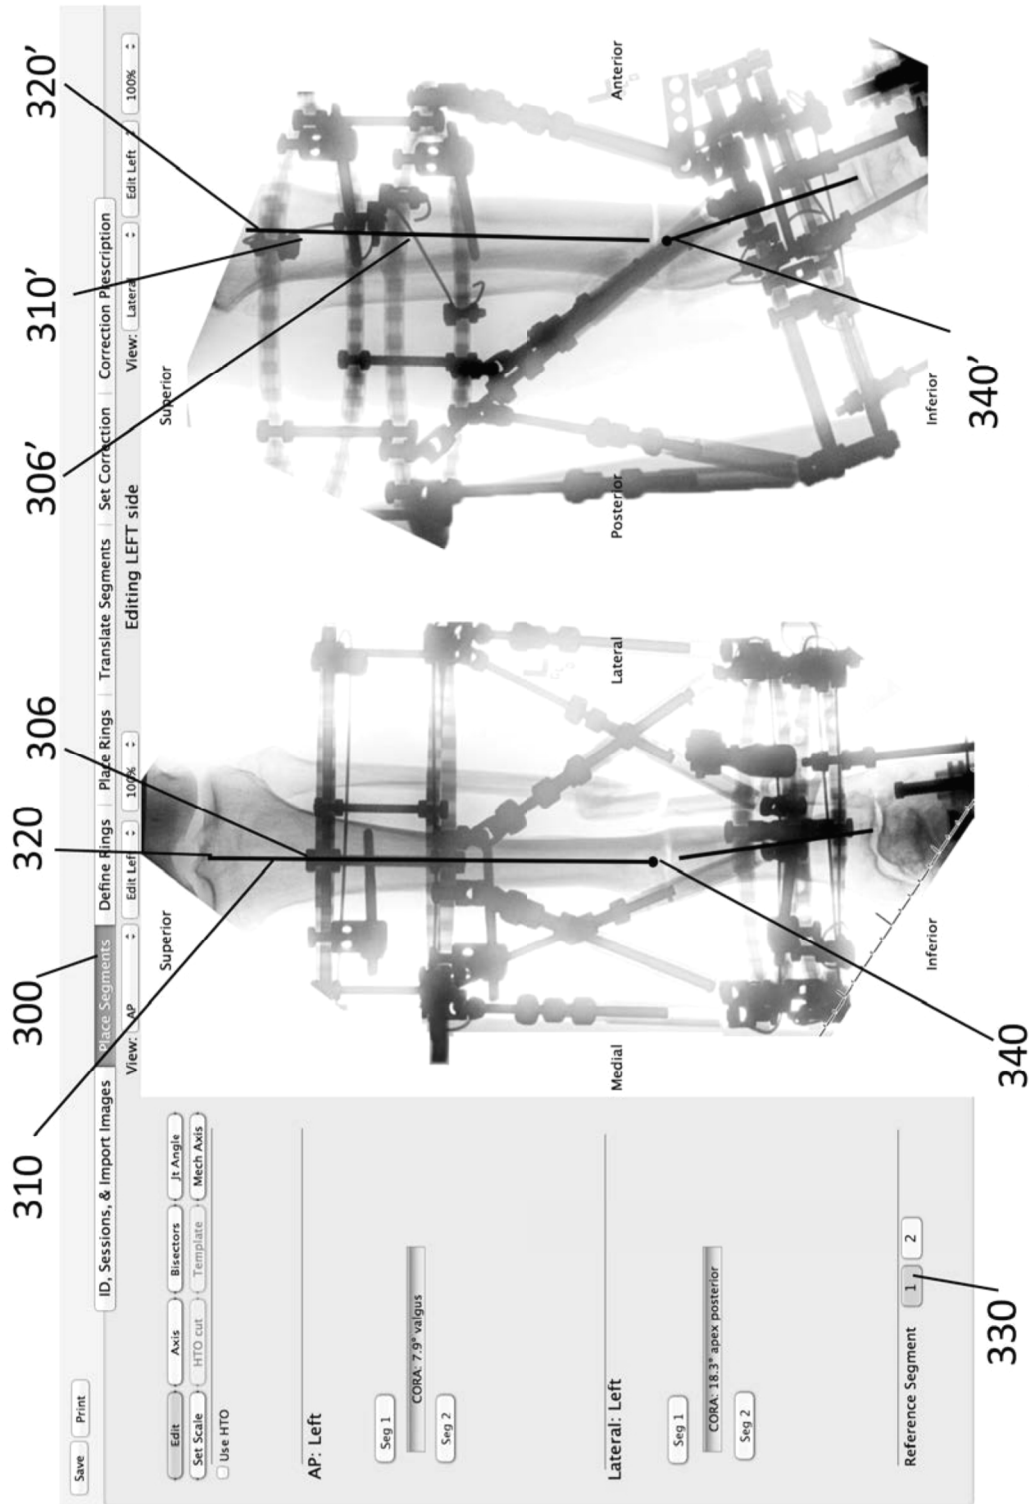 310 300 320 306 306’ 310’ 320’
Save Print
ID, Sessions, & Import Images Place Segments Define Rings Place Rings Translate Segments Set Correction Correction Prescription
View: AP Edit Left 100% Editing LEFT side View: Lateral Edit Left 100%
Edit Axis Bisectors Jt Angle
Set Scale HTO cut Template Mech Axis
Use HTO
Superior Superior
AP: Left
Seg 1
CORA: 7.9° valgus
Seg 2
Medial Lateral Posterior Anterior
Lateral: Left
Seg 1
CORA: 18.3° apex posterior
Seg 2
Reference Segment 1 2
Inferior Inferior
330 340 340’